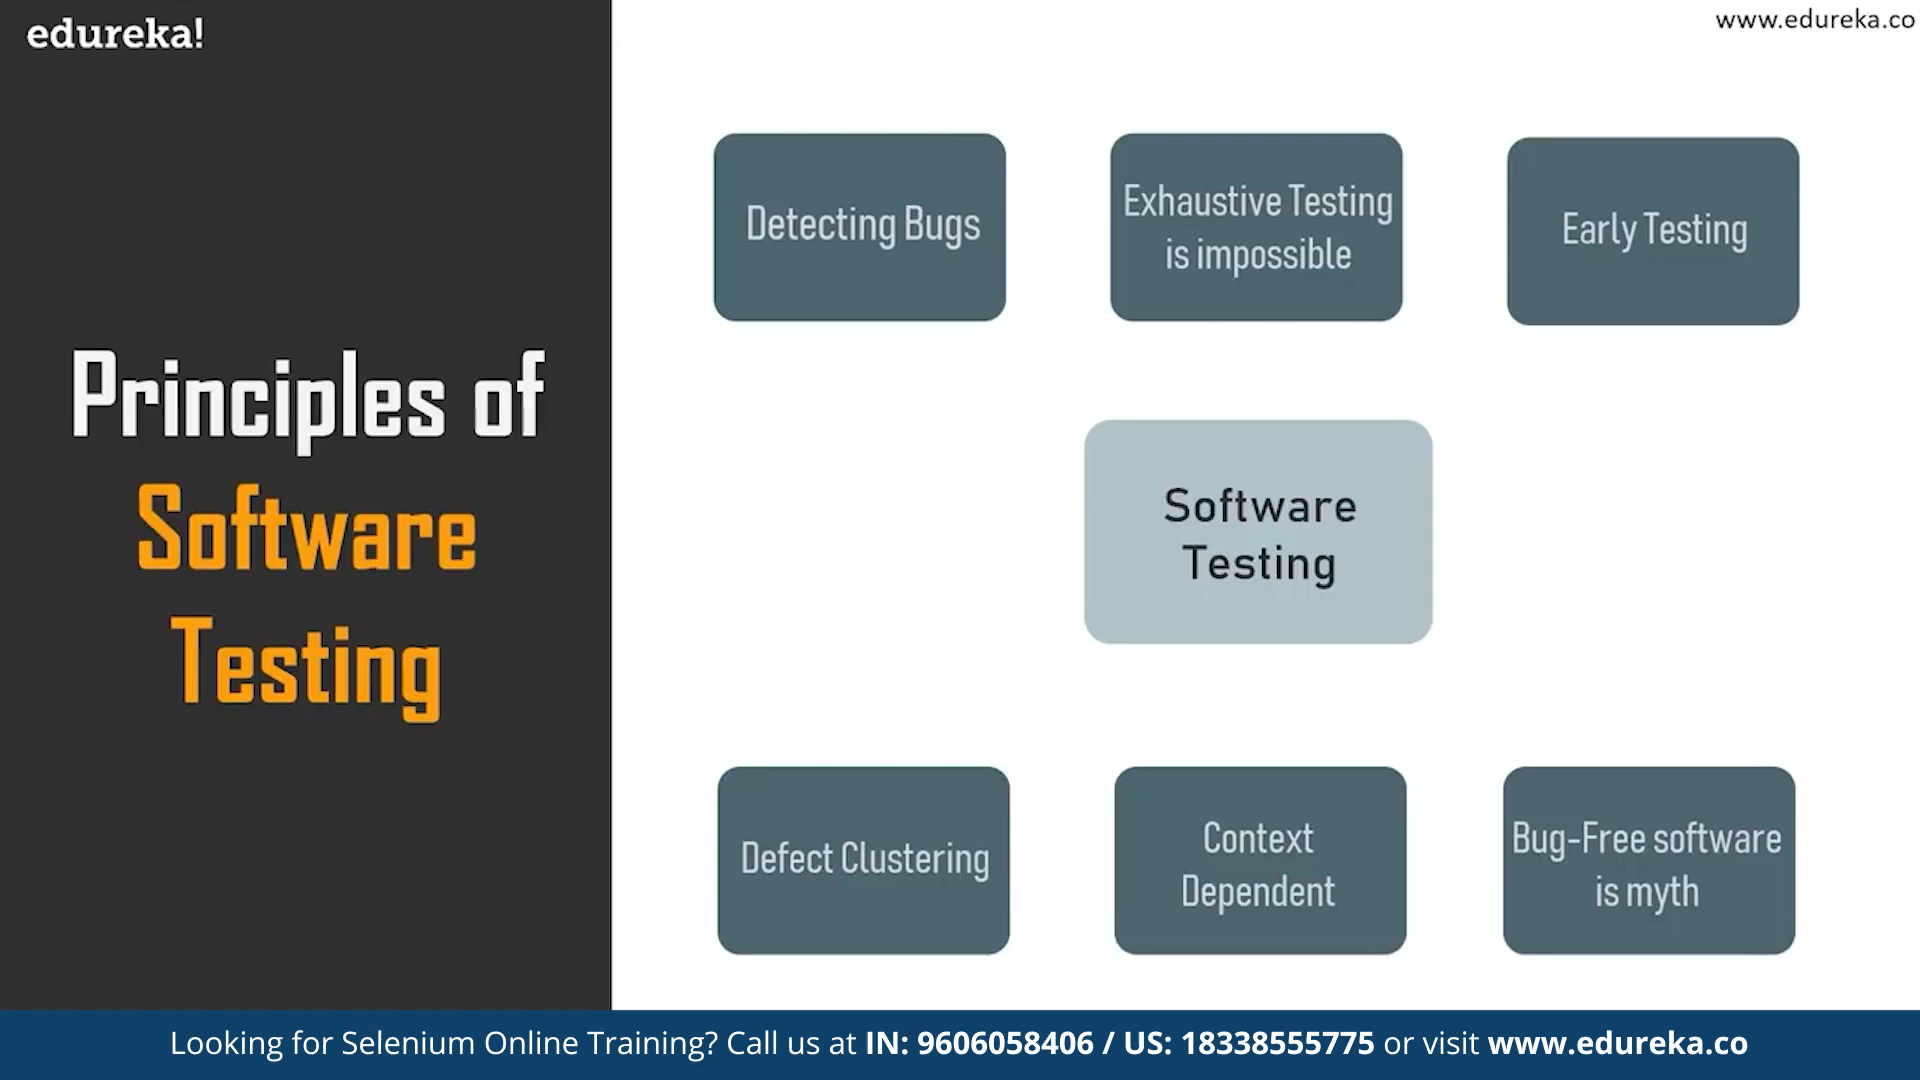 edureka!
www.edureka.co
Principles of
Software
Testing
Detecting Bugs
Exhaustive Testing
is impossible
Early Testing
Software
Testing
Defect Clustering
Context
Dependent
Bug-Free software
is myth
Looking for Selenium Online Training? Call us at IN: 9606058406 / US: 18338555775 or visit www.edureka.co